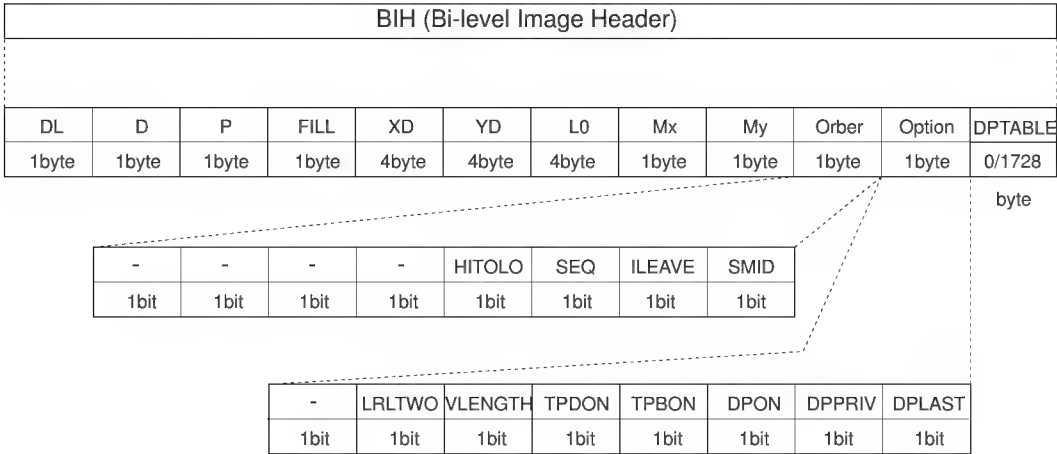 BIH (Bi-level Image Header)
DL D P FILL XD YD L0 Mx My Orber Option DPTABLE
1byte 1byte 1byte 1byte 4byte 4byte 4byte 1byte 1byte 1byte 1byte 0/1728
byte
- - - - HITOLO SEQ ILEAVE SMID
1bit 1bit 1bit 1bit 1bit 1bit 1bit 1bit
- LRLTWO VLENGTH TPDON TPBON DPON DPPRIV DPLAST
1bit 1bit 1bit 1bit 1bit 1bit 1bit 1bit